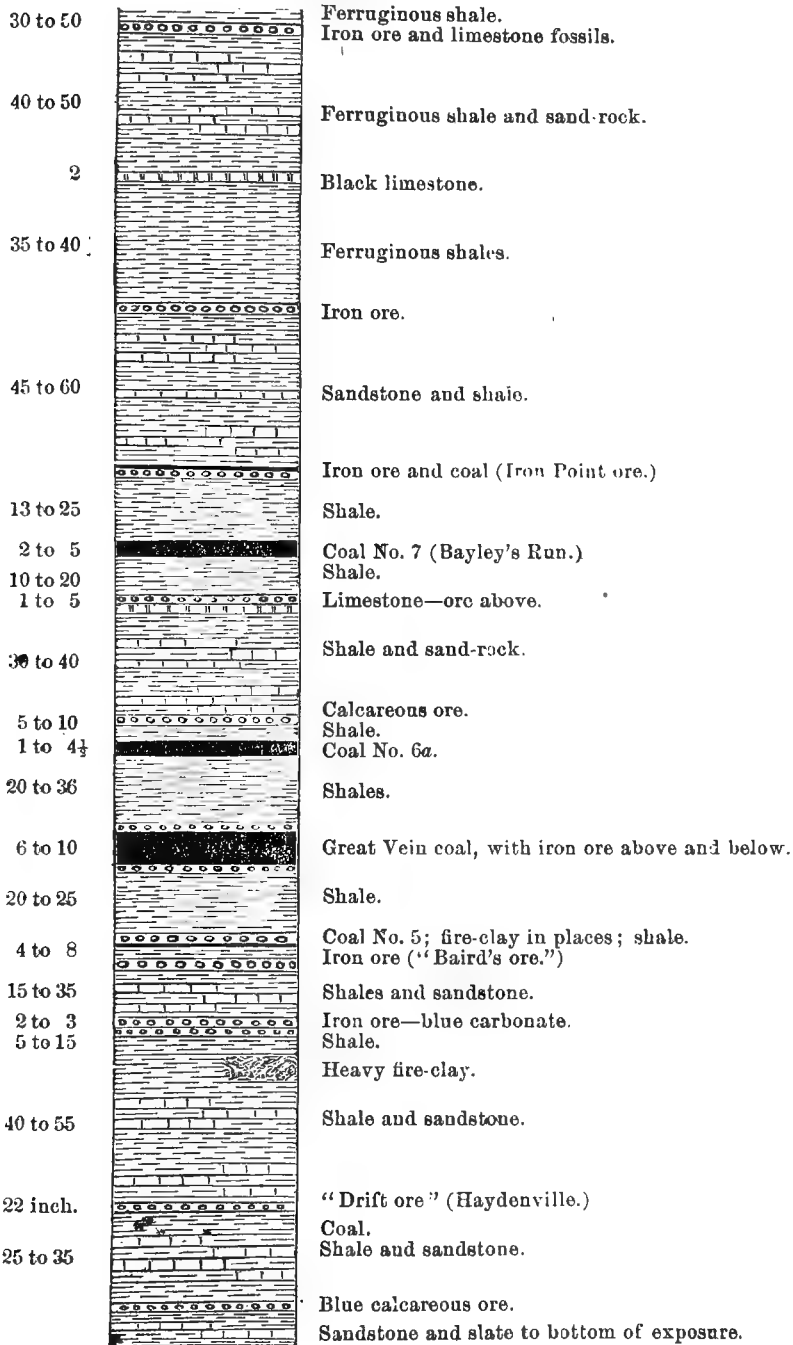 30 to 50 Ferruginous shale.
Iron ore and limestone fossils.
40 to 50 Ferruginous shale and sand-rock.
2 Black limestone.
35 to 40 Ferruginous shales.
Iron ore.
45 to 60 Sandstone and shale.
Iron ore and coal (Iron Point ore.)
13 to 25 Shale.
2 to 5 Coal No. 7 (Bayley's Run.)
10 to 20 Shale.
1 to 5 Limestone—ore above.
30 to 40 Shale and sand-rock.
Calcareous ore.
5 to 10 Shale.
1 to 4½ Coal No. 6a.
20 to 36 Shales.
6 to 10 Great Vein coal, with iron ore above and below.
20 to 25 Shale.
Coal No. 5; fire-clay in places; shale.
4 to 8 Iron ore ("Baird's ore.")
15 to 35 Shales and sandstone.
2 to 3 Iron ore—blue carbonate.
5 to 15 Shale.
Heavy fire-clay.
40 to 55 Shale and sandstone.
22 inch. "Drift ore" (Haydenville.)
Coal.
25 to 35 Shale and sandstone.
Blue calcareous ore.
Sandstone and slate to bottom of exposure.